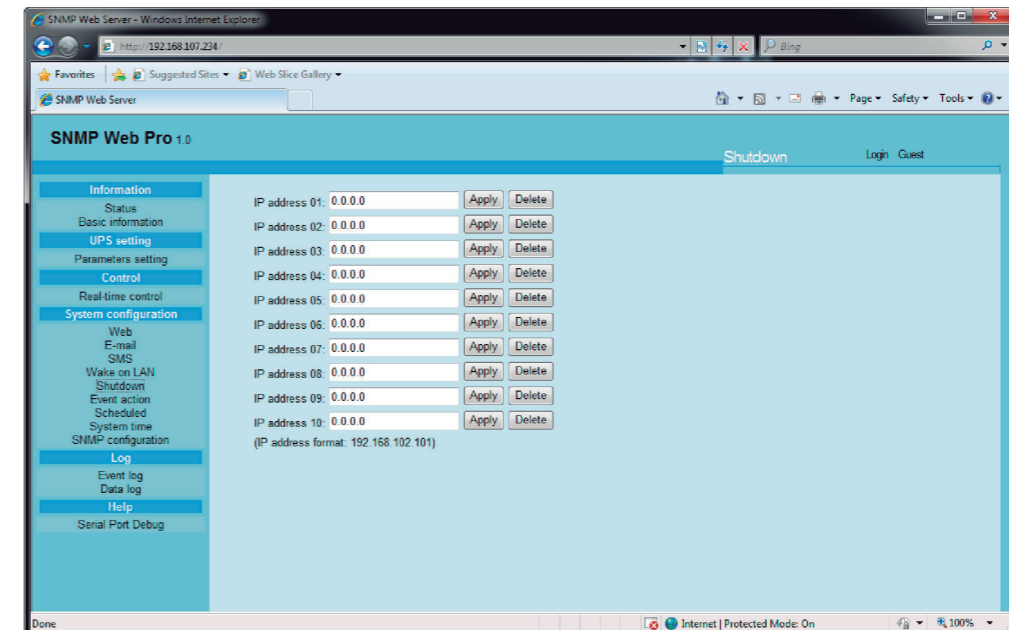 SNMP Web Server - Windows Internet Explorer
http://192.168.107.234/
Bing
Favorites Suggested Sites Web Slice Gallery
SNMP Web Server
Page Safety Tools
SNMP Web Pro 1.0
Shutdown Login Guest
Information
Status
Basic information
UPS setting
Parameters setting
Control
Real-time control
System configuration
Web
E-mail
SMS
Wake on LAN
Shutdown
Event action
Scheduled
System time
SNMP configuration
Log
Event log
Data log
Help
Serial Port Debug
IP address 01: 0.0.0.0 Apply Delete
IP address 02: 0.0.0.0 Apply Delete
IP address 03: 0.0.0.0 Apply Delete
IP address 04: 0.0.0.0 Apply Delete
IP address 05: 0.0.0.0 Apply Delete
IP address 06: 0.0.0.0 Apply Delete
IP address 07: 0.0.0.0 Apply Delete
IP address 08: 0.0.0.0 Apply Delete
IP address 09: 0.0.0.0 Apply Delete
IP address 10: 0.0.0.0 Apply Delete
(IP address format: 192.168.102.101)
Done Internet | Protected Mode: On 100%